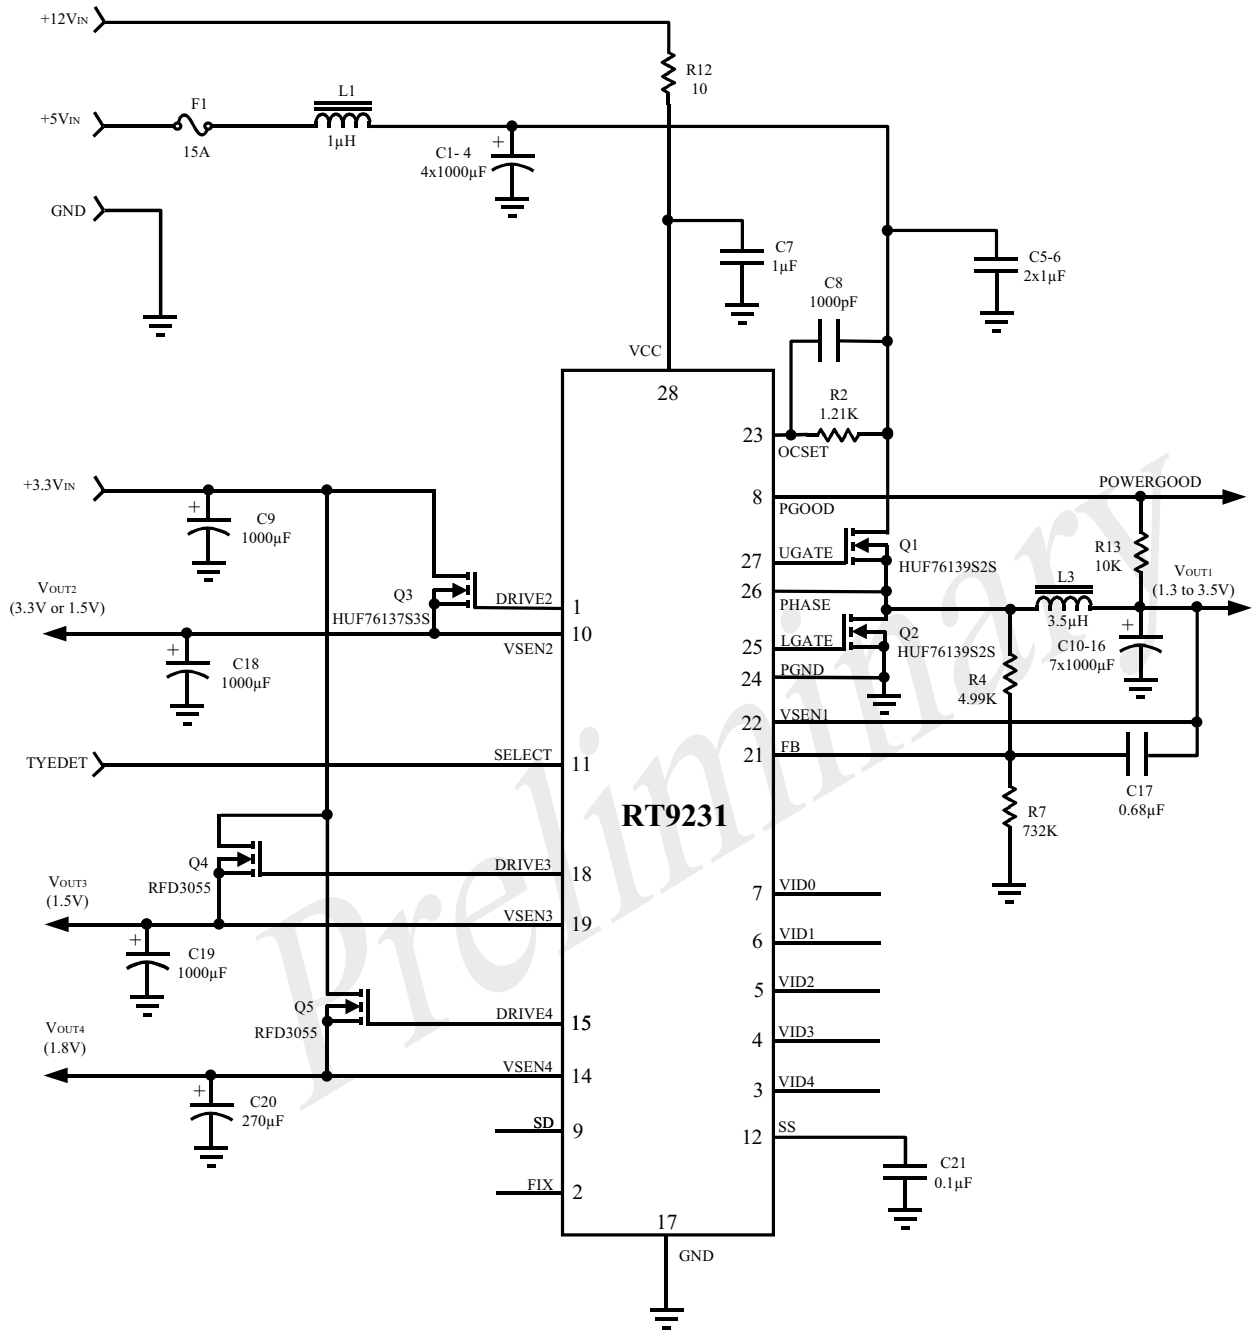 +12VIN
R12
10
F1
L1
+5VIN
15A
1µH
+
C1- 4
4x1000µF
GND
C7
1µF
C5-6
2x1µF
C8
1000pF
VCC
28
R2
1.21K
23
OCSET
+3.3VIN
+
C9
1000µF
8
PGOOD
POWERGOOD
UGATE
27
Q1
HUF76139S2S
R13
10K
VOUT1
(1.3 to 3.5V)
VOUT2
(3.3V or 1.5V)
Q3
HUF76137S3S
DRIVE2
1
26
PHASE
L3
3.5µH
10
VSEN2
LGATE
25
Q2
HUF76139S2S
+
C10-16
7x1000µF
+
C18
1000µF
24
PGND
R4
4.99K
22
VSEN1
TYEDET
SELECT
11
21
FB
C17
0.68µF
RT9231
R7
732K
Q4
RFD3055
DRIVE3
18
VOUT3
(1.5V)
7
VID0
VSEN3
19
+
C19
1000µF
6
VID1
5
VID2
Q5
RFD3055
DRIVE4
15
VOUT4
(1.8V)
4
VID3
VSEN4
14
3
VID4
+
C20
270µF
SD
9
12
SS
C21
0.1µF
FIX
2
17
GND
Preliminary